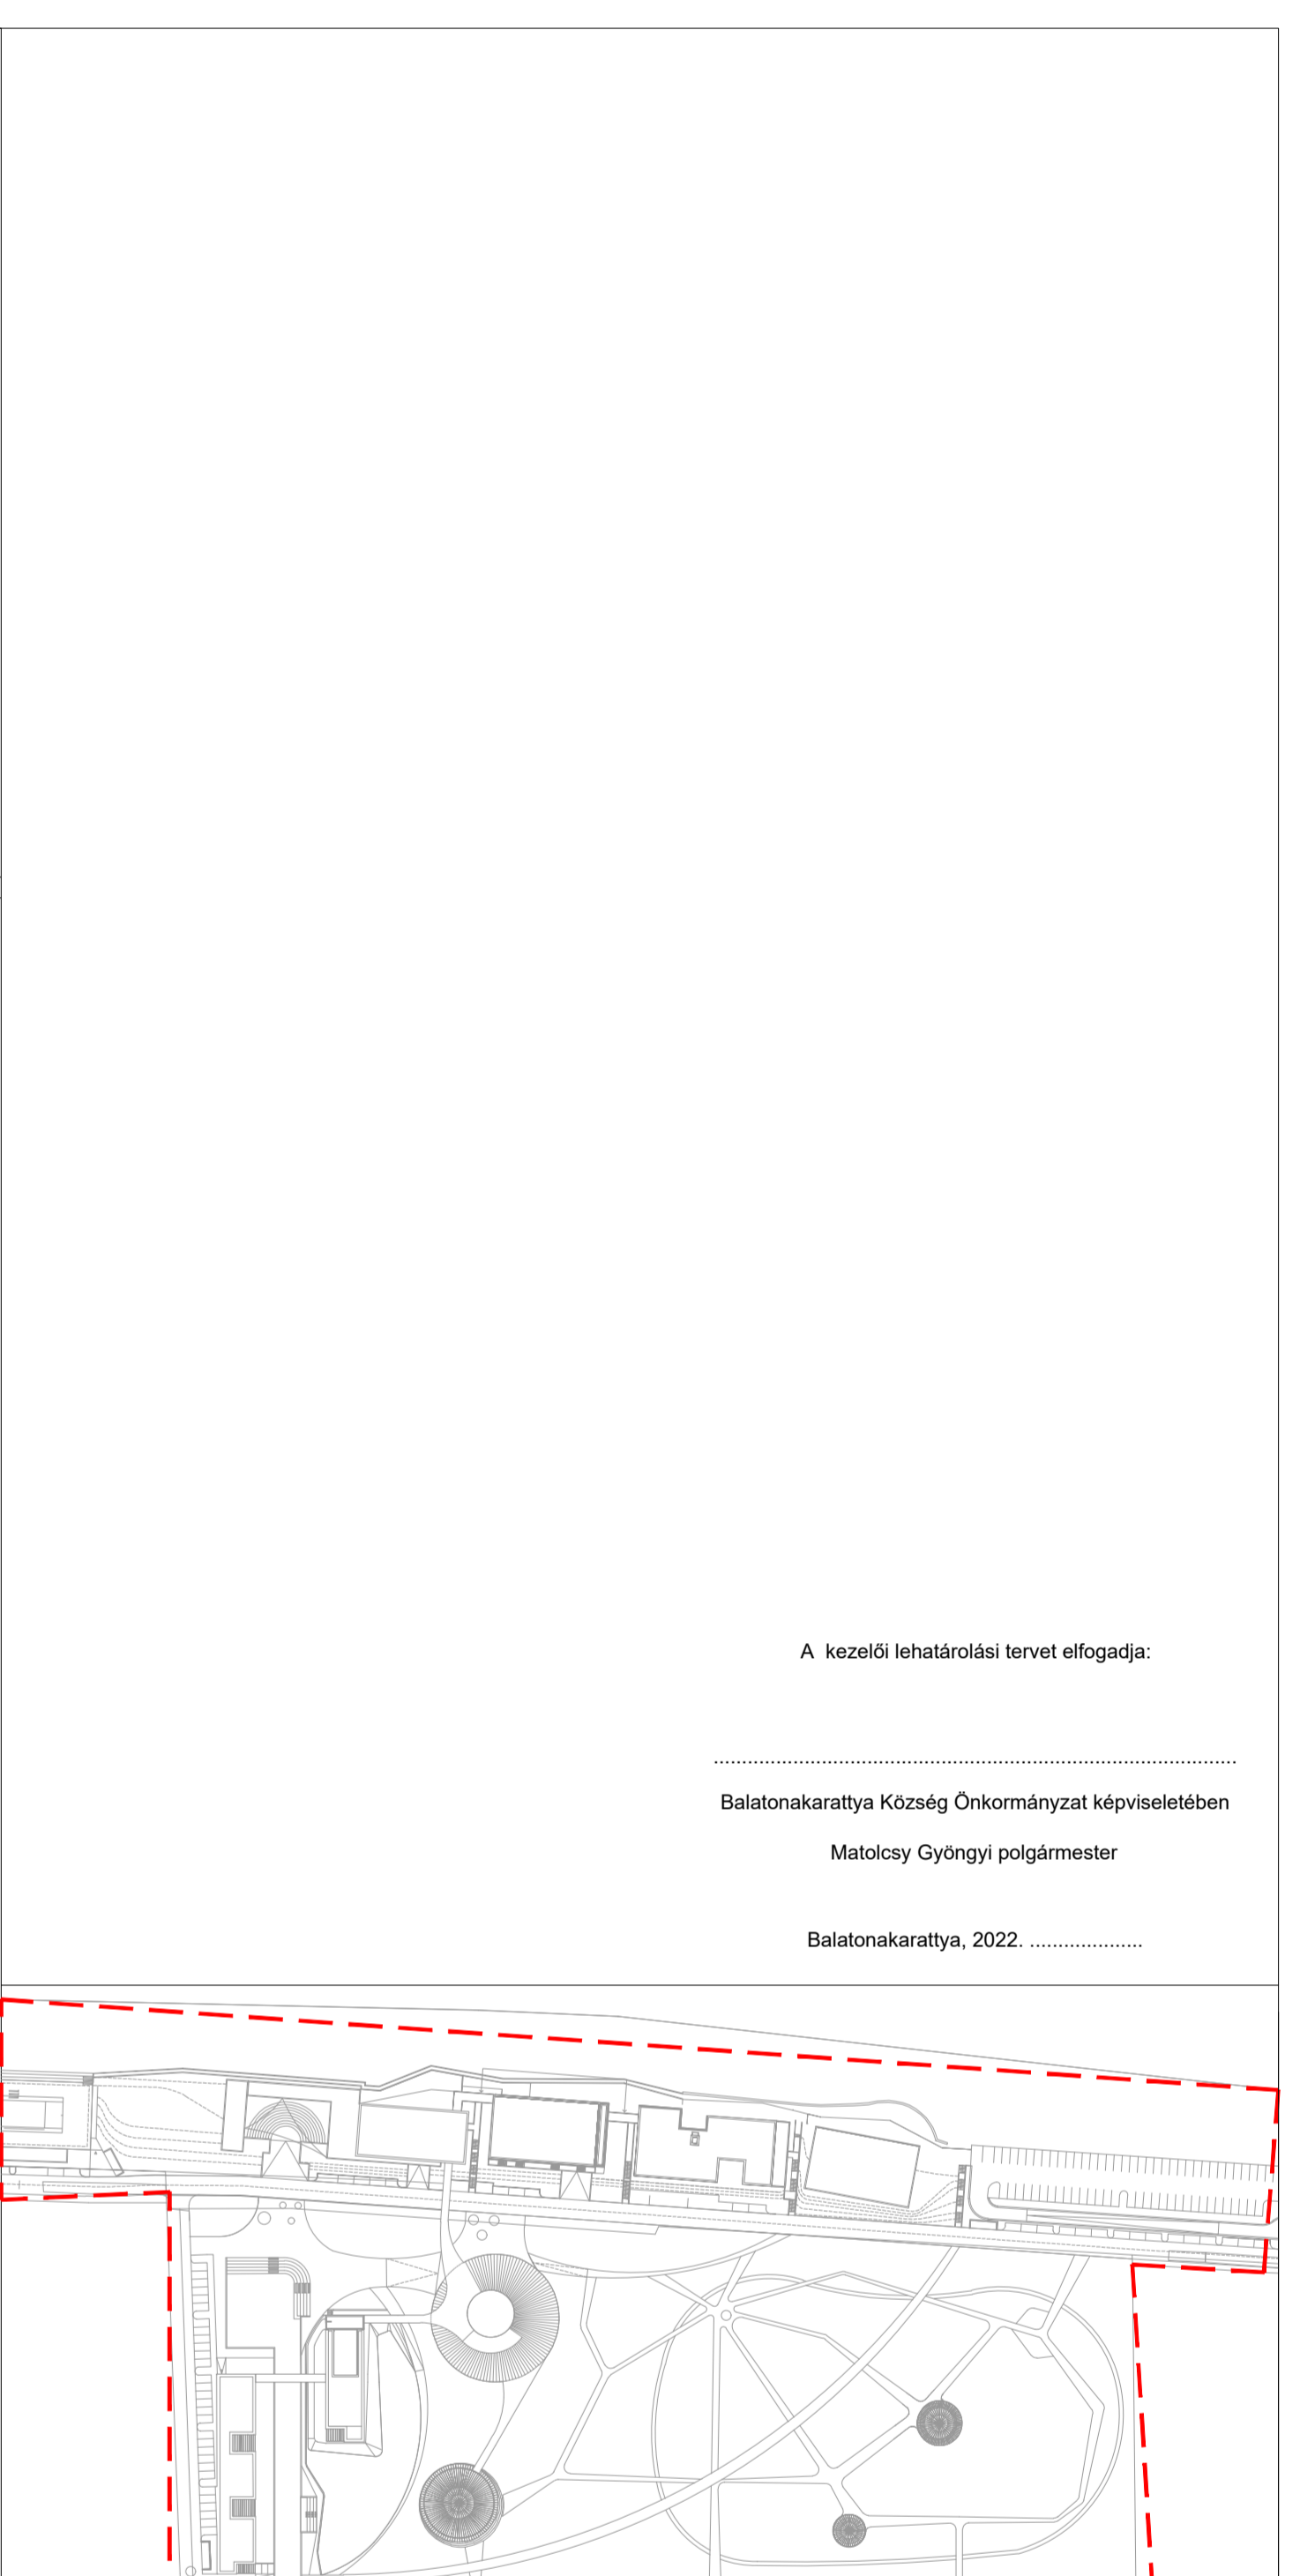 A kezelői lehatárolási tervet elfogadja:
............................................................................................
Balatonakarattya Község Önkormányzat képviseletében
Matolcsy Gyöngyi polgármester
Balatonakarattya, 2022. ....................